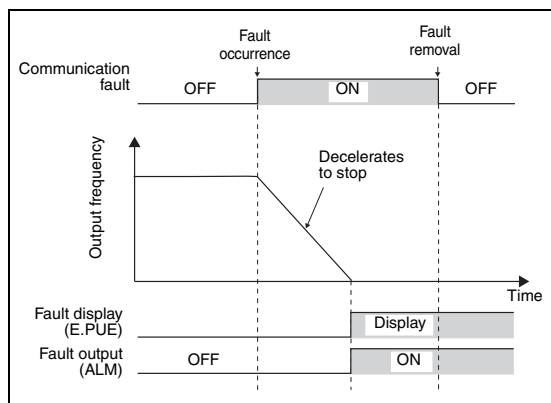 Fault
occurrence
Fault
removal
Communication
fault
OFF
ON
OFF
Output frequency
Decelerates
to stop
Time
Fault display
(E.PUE)
Display
Fault output
(ALM)
OFF
ON